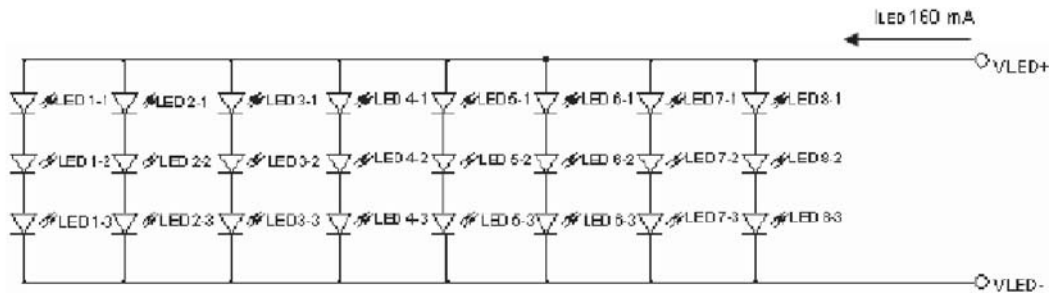 ILED 160 mA
VLED+
LED 1-1 LED 2-1 LED 3-1 LED 4-1 LED 5-1 LED 6-1 LED 7-1 LED 8-1
LED 1-2 LED 2-2 LED 3-2 LED 4-2 LED 5-2 LED 6-2 LED 7-2 LED 8-2
LED 1-3 LED 2-3 LED 3-3 LED 4-3 LED 5-3 LED 6-3 LED 7-3 LED 8-3
VLED-